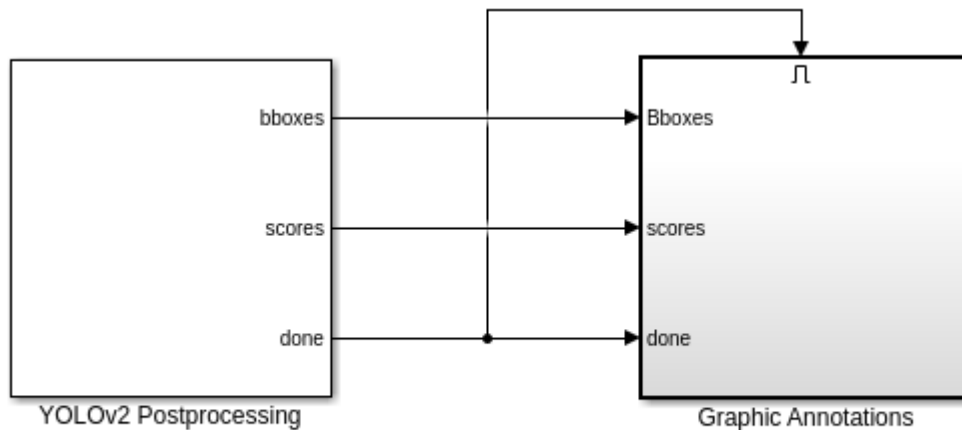 bboxes
scores
done
YOLOv2 Postprocessing
Bboxes
scores
done
Graphic Annotations